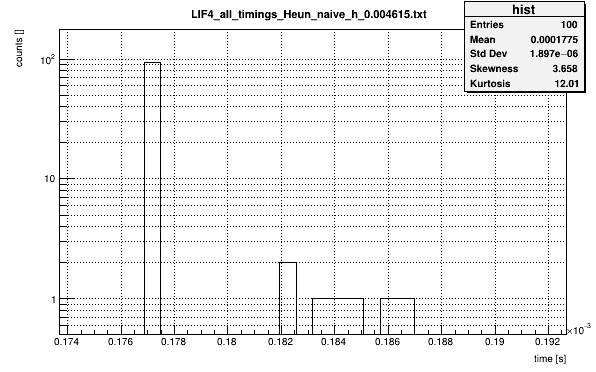 LIF4_all_timings_Heun_naive_h_0.004615.txt
hist
Entries 100
Mean 0.0001775
Std Dev 1.897e−06
Skewness 3.658
Kurtosis 12.01
counts []
10²
10
1
0.174 0.176 0.178 0.18 0.182 0.184 0.186 0.188 0.19 0.192
×10⁻³
time [s]